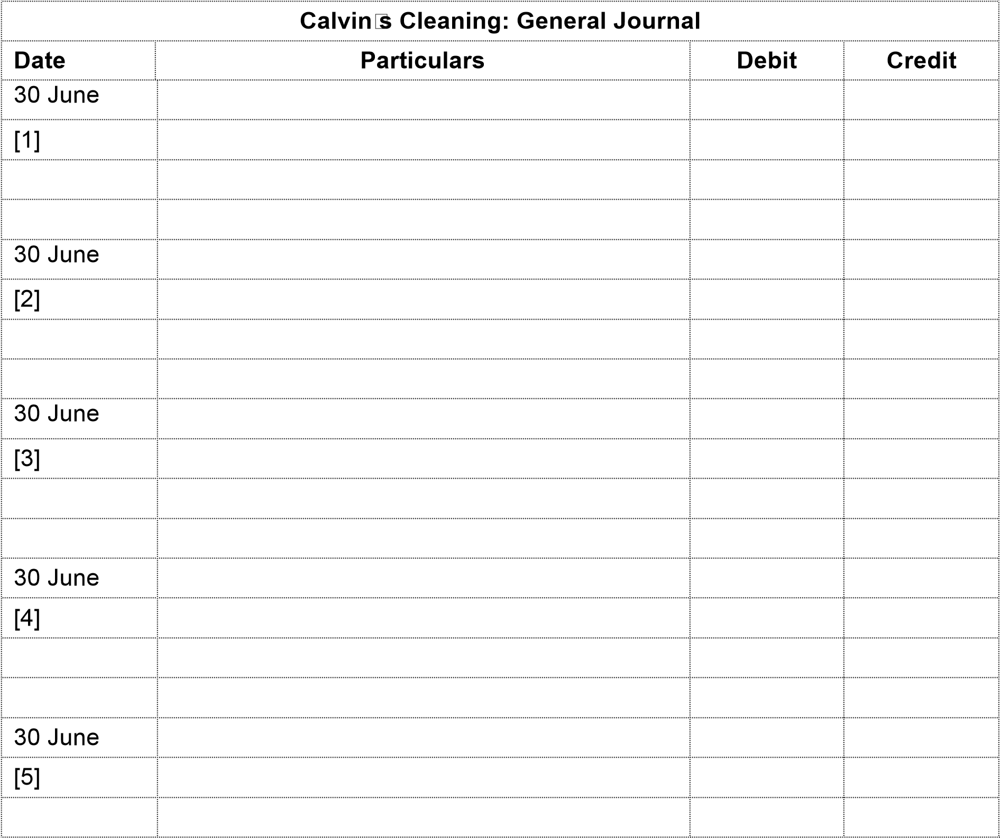 Calvin s Cleaning: General Journal
Date Particulars Debit Credit
30 June
[1]
30 June
[2]
30 June
[3]
30 June
[4]
30 June
[5]